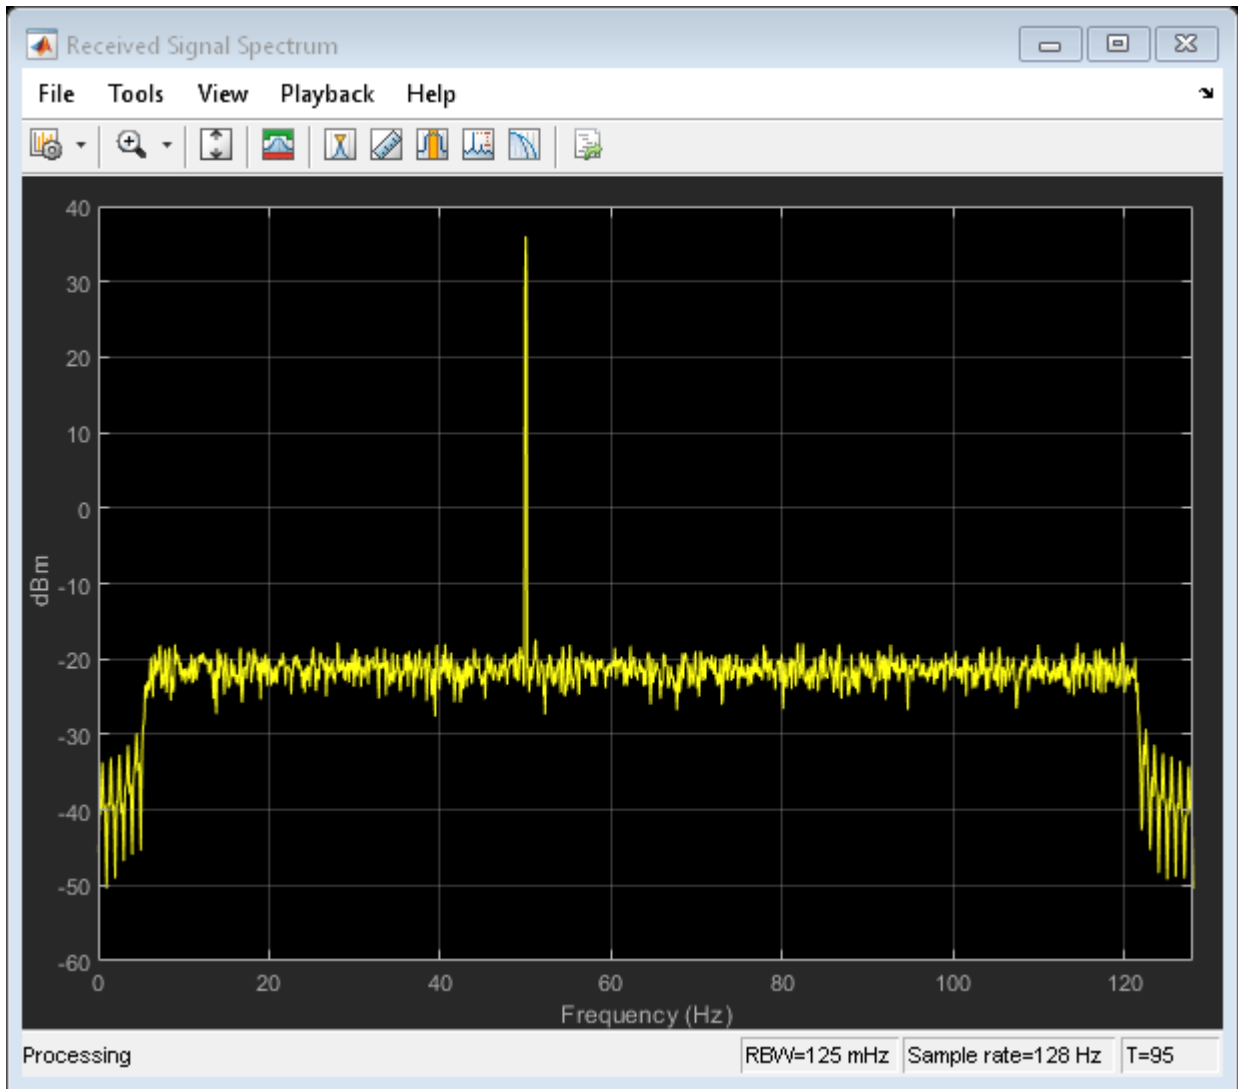 Received Signal Spectrum
File Tools View Playback Help
40
30
20
10
0
-10
-20
-30
-40
-50
-60
dBm
0 20 40 60 80 100 120
Frequency (Hz)
Processing RBW=125 mHz Sample rate=128 Hz T=95